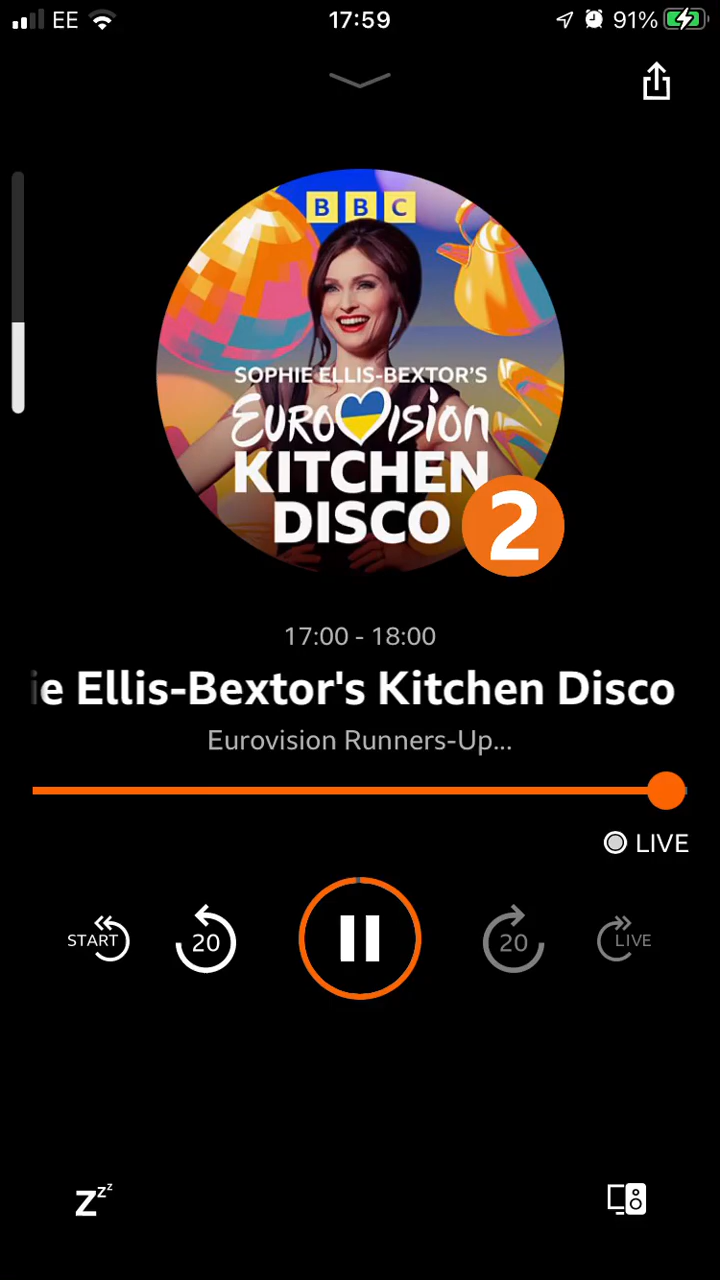 EE 17:59 91%
BBC
SOPHIE ELLIS-BEXTOR'S
EUROVISION
KITCHEN
DISCO
2
17:00 - 18:00
ie Ellis-Bextor's Kitchen Disco
Eurovision Runners-Up...
LIVE
START 20 20 LIVE
Zzz